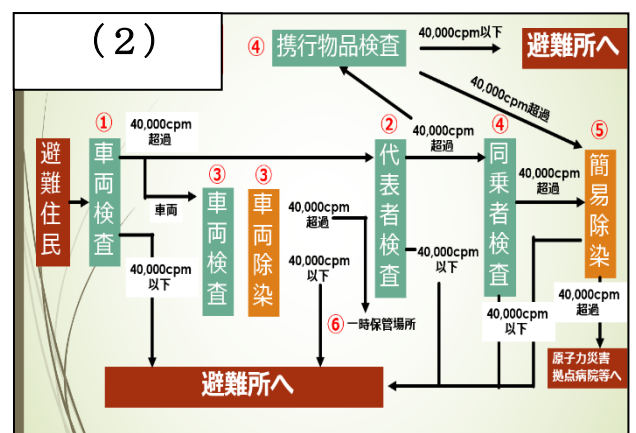 （２）
④
携行物品検査
40,000cpm以下
避難所へ
40,000cpm超過
避難住民
①
車両検査
40,000cpm
超過
車両
40,000cpm
以下
③
車両検査
③
車両除染
40,000cpm
超過
40,000cpm
以下
⑥
一時保管場所
②
代表者検査
40,000cpm
超過
40,000cpm
以下
④
同乗者検査
40,000cpm
超過
40,000cpm
以下
⑤
簡易除染
40,000cpm
超過
原子力災害
拠点病院等へ
避難所へ